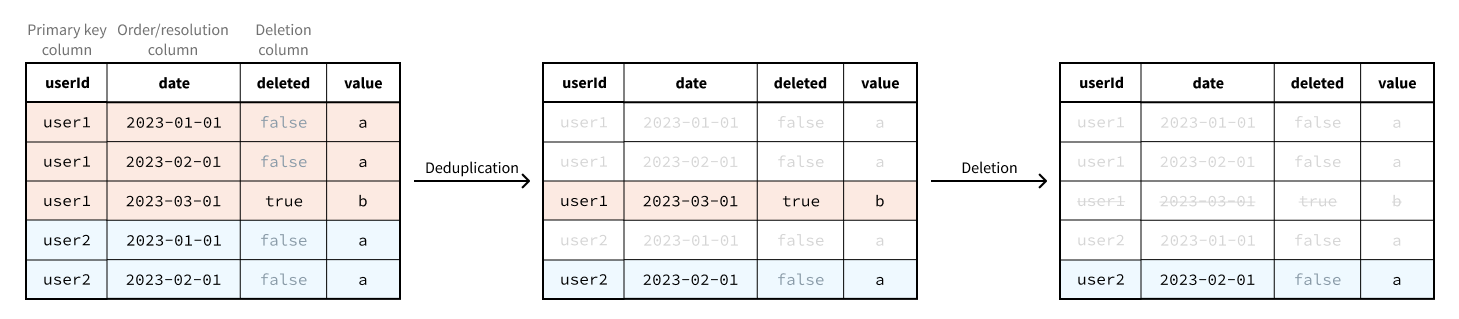 Primary key Order/resolution Deletion
column column column
userId date deleted value
user1 2023-01-01 false a
user1 2023-02-01 false a
user1 2023-03-01 true b
user2 2023-01-01 false a
user2 2023-02-01 false a
Deduplication
userId date deleted value
user1 2023-01-01 false a
user1 2023-02-01 false a
user1 2023-03-01 true b
user2 2023-01-01 false a
user2 2023-02-01 false a
Deletion
userId date deleted value
user1 2023-01-01 false a
user1 2023-02-01 false a
user1 2023-03-01 true b
user2 2023-01-01 false a
user2 2023-02-01 false a